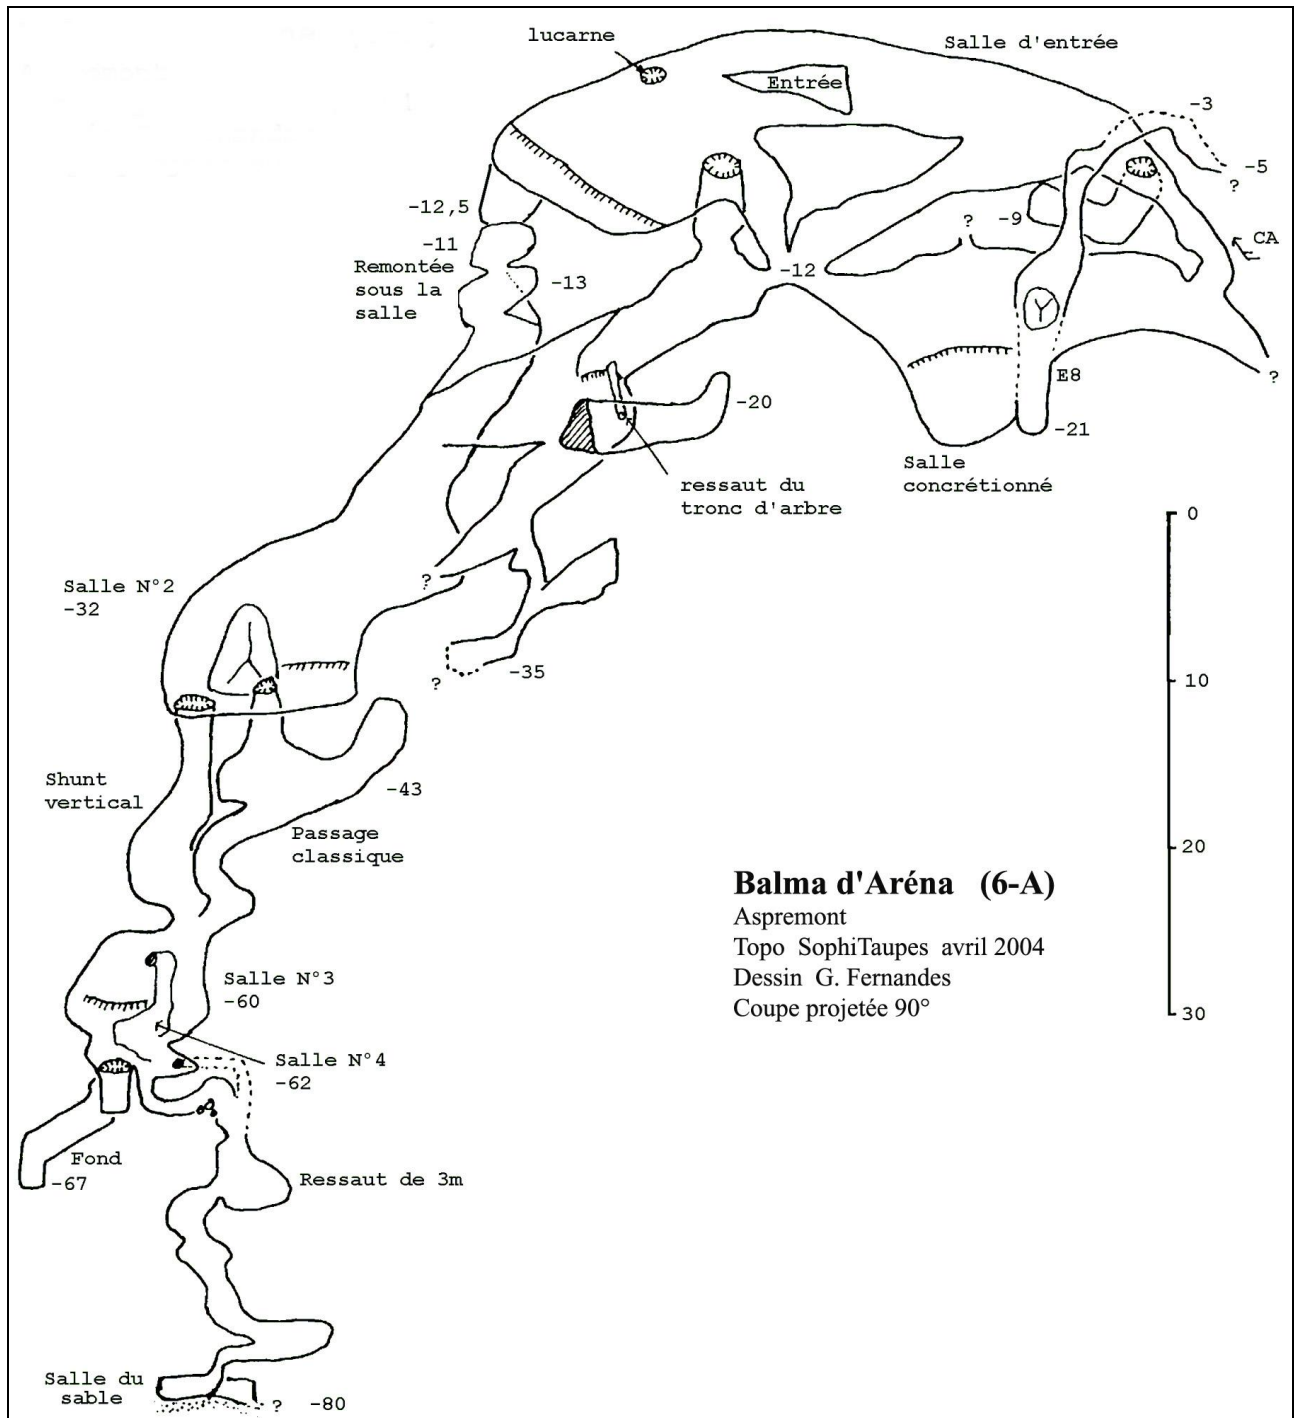 lucarne
Salle d'entrée
Entrée
-3
-5
?
-12,5
-11
Remontée
sous la
salle
-13
-12
?
-9
CA
?
E8
-20
-21
Salle
concrétionné
ressaut du
tronc d'arbre
0
10
20
30
Salle N°2
-32
?
?
-35
Shunt
vertical
-43
Passage
classique
Balma d'Aréna (6-A)
Aspremont
Topo SophiTaupes avril 2004
Dessin G. Fernandes
Coupe projetée 90°
Salle N°3
-60
Salle N°4
-62
Fond
-67
Ressaut de 3m
Salle du
sable
? -80